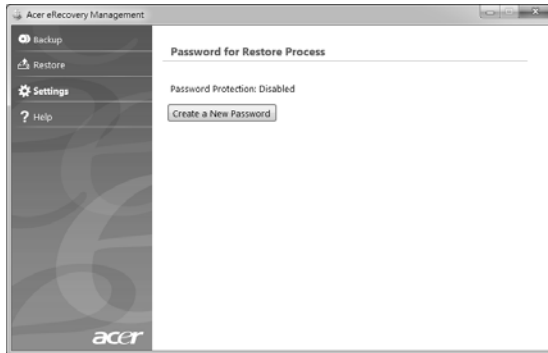 Acer eRecovery Management
Backup
Restore
Settings
Help
Password for Restore Process
Password Protection: Disabled
Create a New Password
acer